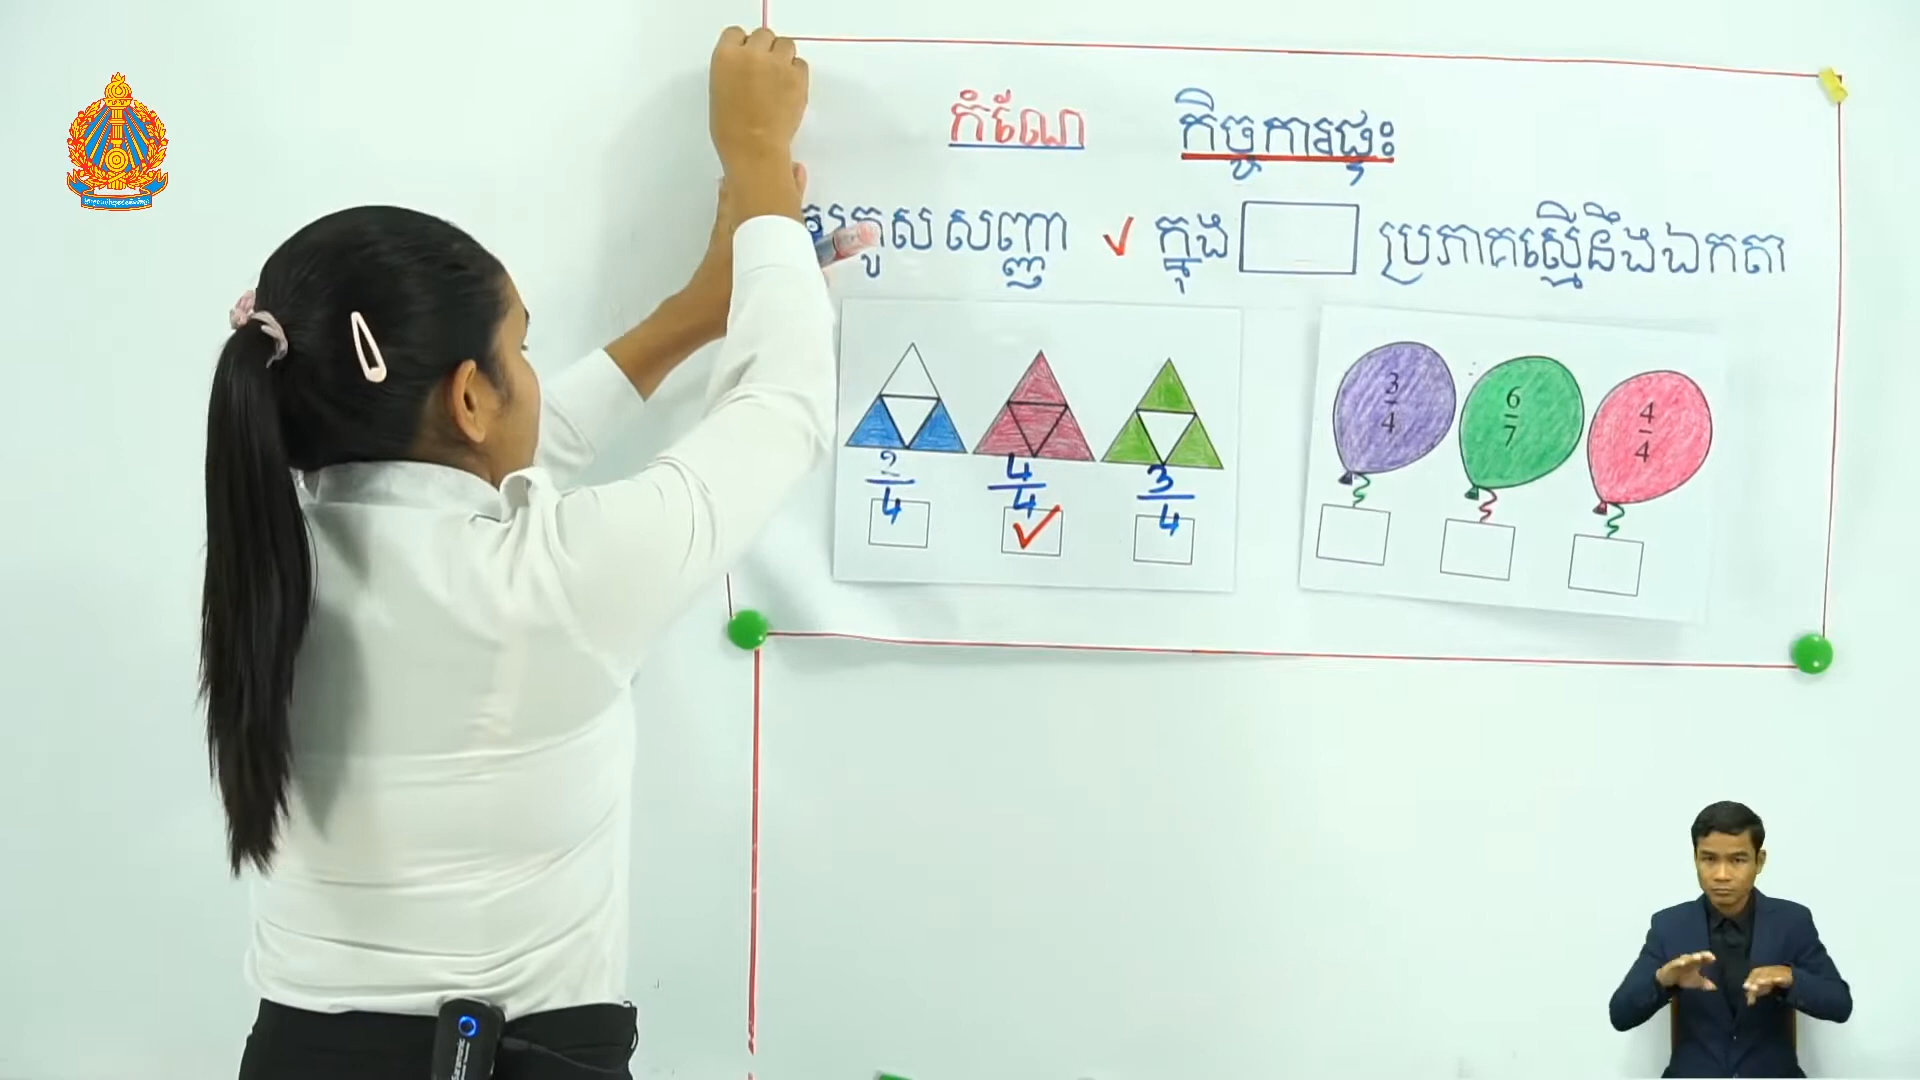 កំណែ កិច្ចការផ្ទះ
គូសសញ្ញា ✓ ក្នុង ប្រភាគស្មើនឹងឯកតា
2/4 4/4 3/4
✓
3/4 6/7 4/4